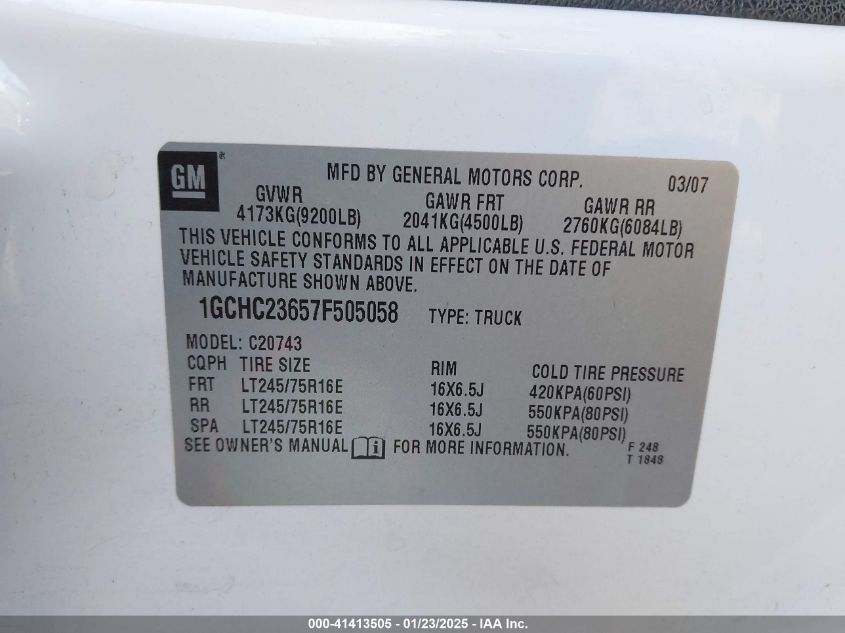 GM ®
MFD BY GENERAL MOTORS CORP. 03/07
GVWR GAWR FRT GAWR RR
4173KG(9200LB) 2041KG(4500LB) 2760KG(6084LB)
THIS VEHICLE CONFORMS TO ALL APPLICABLE U.S. FEDERAL MOTOR
VEHICLE SAFETY STANDARDS IN EFFECT ON THE DATE OF
MANUFACTURE SHOWN ABOVE.
1GCHC23657F505058 TYPE: TRUCK
MODEL: C20743
CQPH TIRE SIZE RIM COLD TIRE PRESSURE
FRT LT245/75R16E 16X6.5J 420KPA(60PSI)
RR LT245/75R16E 16X6.5J 550KPA(80PSI)
SPA LT245/75R16E 16X6.5J 550KPA(80PSI)
SEE OWNER'S MANUAL i FOR MORE INFORMATION.
F 248
T 1848
000-41413505 - 01/23/2025 - IAA Inc.